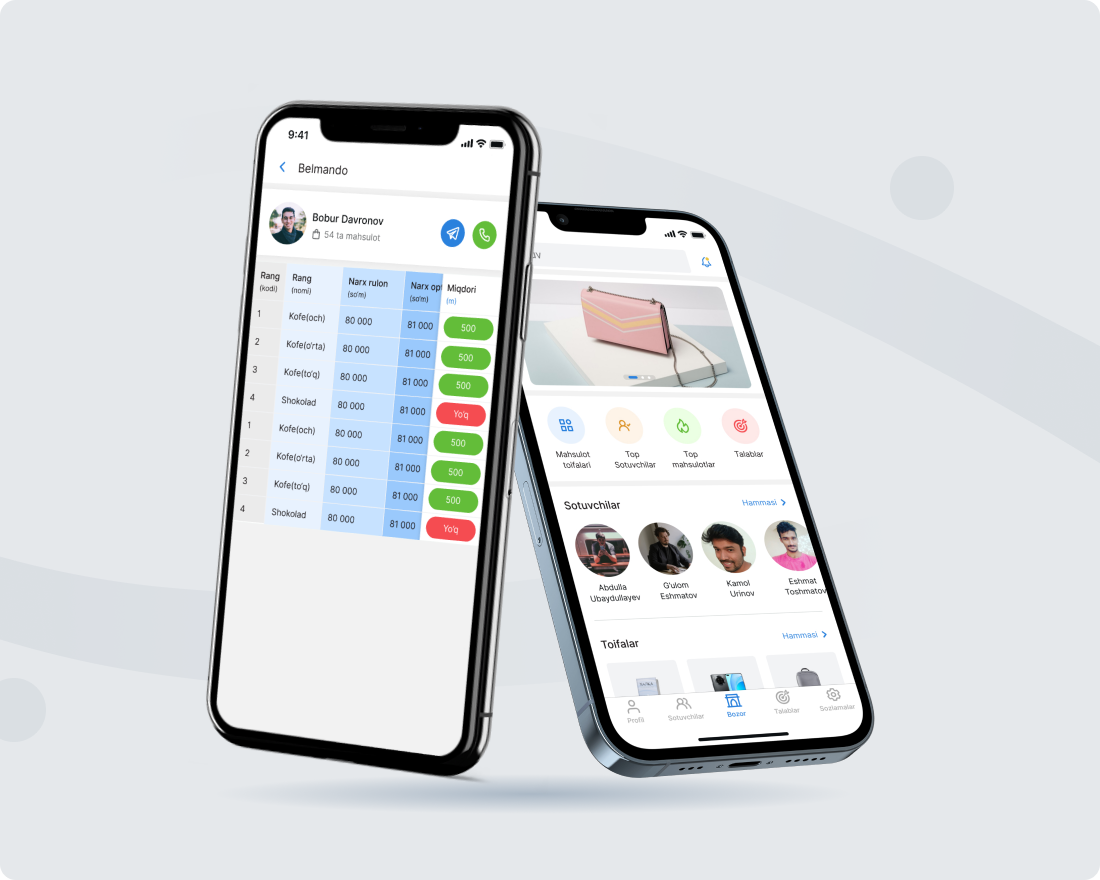 9:41
Belmando
Bobur Davronov
54 ta mahsulot
Rang (kodi) Rang (nomi) Narx rulon (so'm) Narx opt (so'm) Miqdori (m)
1 Kofe(och) 80 000 81 000 500
2 Kofe(o'rta) 80 000 81 000 500
3 Kofe(to'q) 80 000 81 000 500
4 Shokolad 80 000 81 000 Yo'q
1 Kofe(och) 80 000 81 000 500
2 Kofe(o'rta) 80 000 81 000 500
3 Kofe(to'q) 80 000 81 000 500
4 Shokolad 80 000 81 000 Yo'q
Mahsulot
toifalari
Top
Sotuvchilar
Top
mahsulotlar
Talablar
Sotuvchilar Hammasi
Abdulla
Ubaydullayev
G'ulom
Eshmatov
Kamol
Urinov
Eshmat
Toshmatov
Toifalar Hammasi
Profil Sotuvchilar Bozor Talablar Sozlamalar